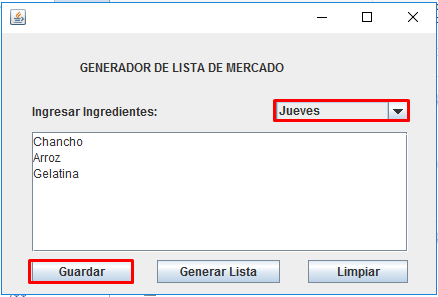 GENERADOR DE LISTA DE MERCADO
Ingresar Ingredientes:
Jueves
Chancho
Arroz
Gelatina
Guardar
Generar Lista
Limpiar